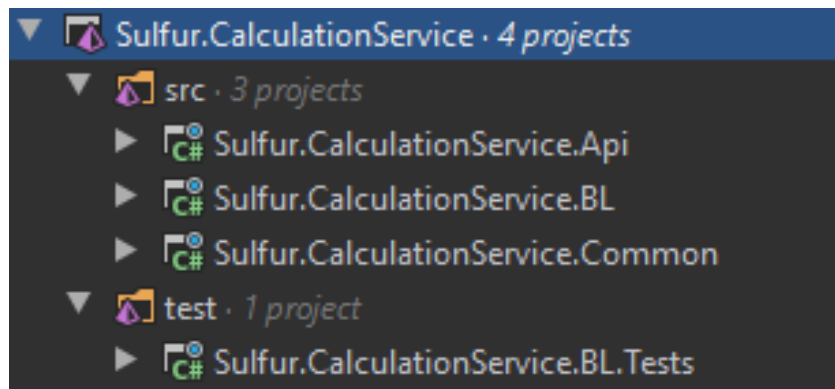 Sulfur.CalculationService · 4 projects
src · 3 projects
C# Sulfur.CalculationService.Api
C# Sulfur.CalculationService.BL
C# Sulfur.CalculationService.Common
test · 1 project
C# Sulfur.CalculationService.BL.Tests